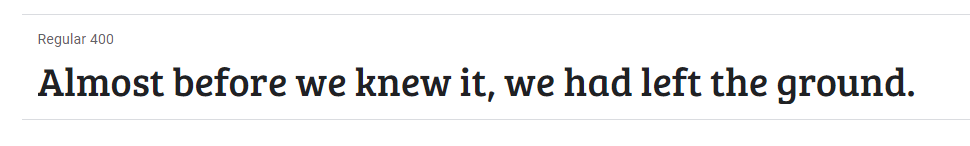 Regular 400
Almost before we knew it, we had left the ground.